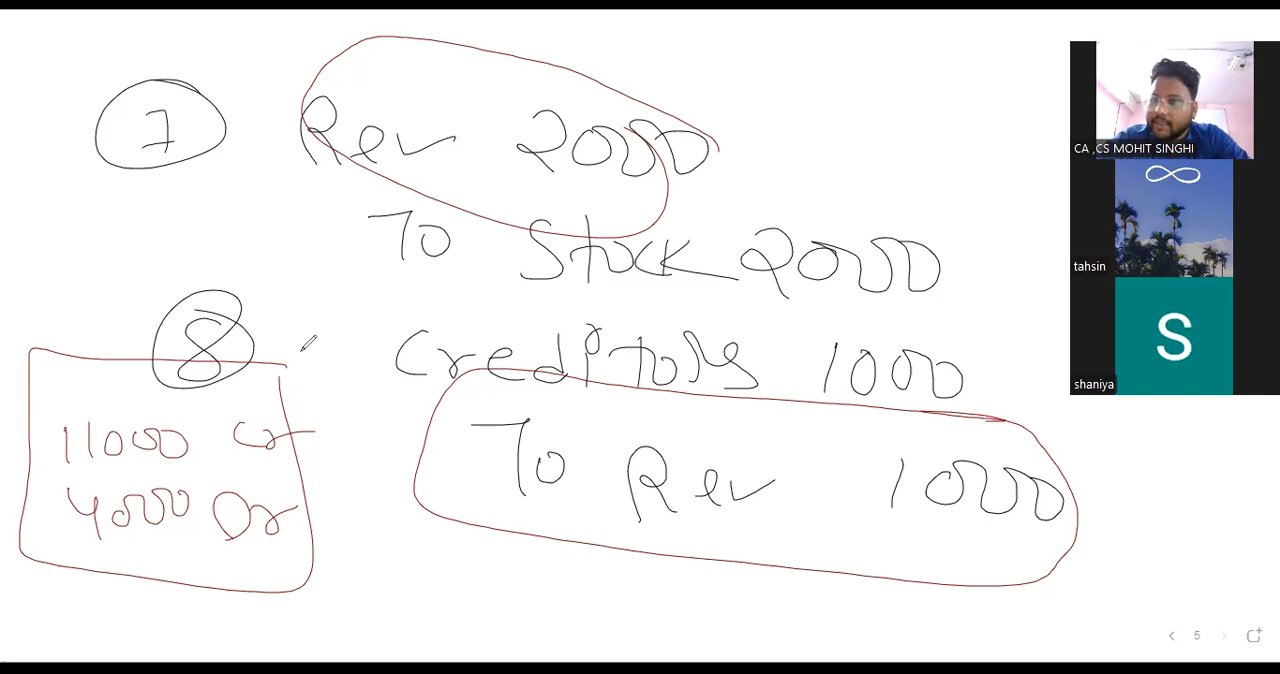 7 Rev 2000
To Stock 2000
8 Creditors 1000
To Rev 1000
11000 Cr
4000 Dr
CA ,CS MOHIT SINGHI
tahsin
S
shaniya
5